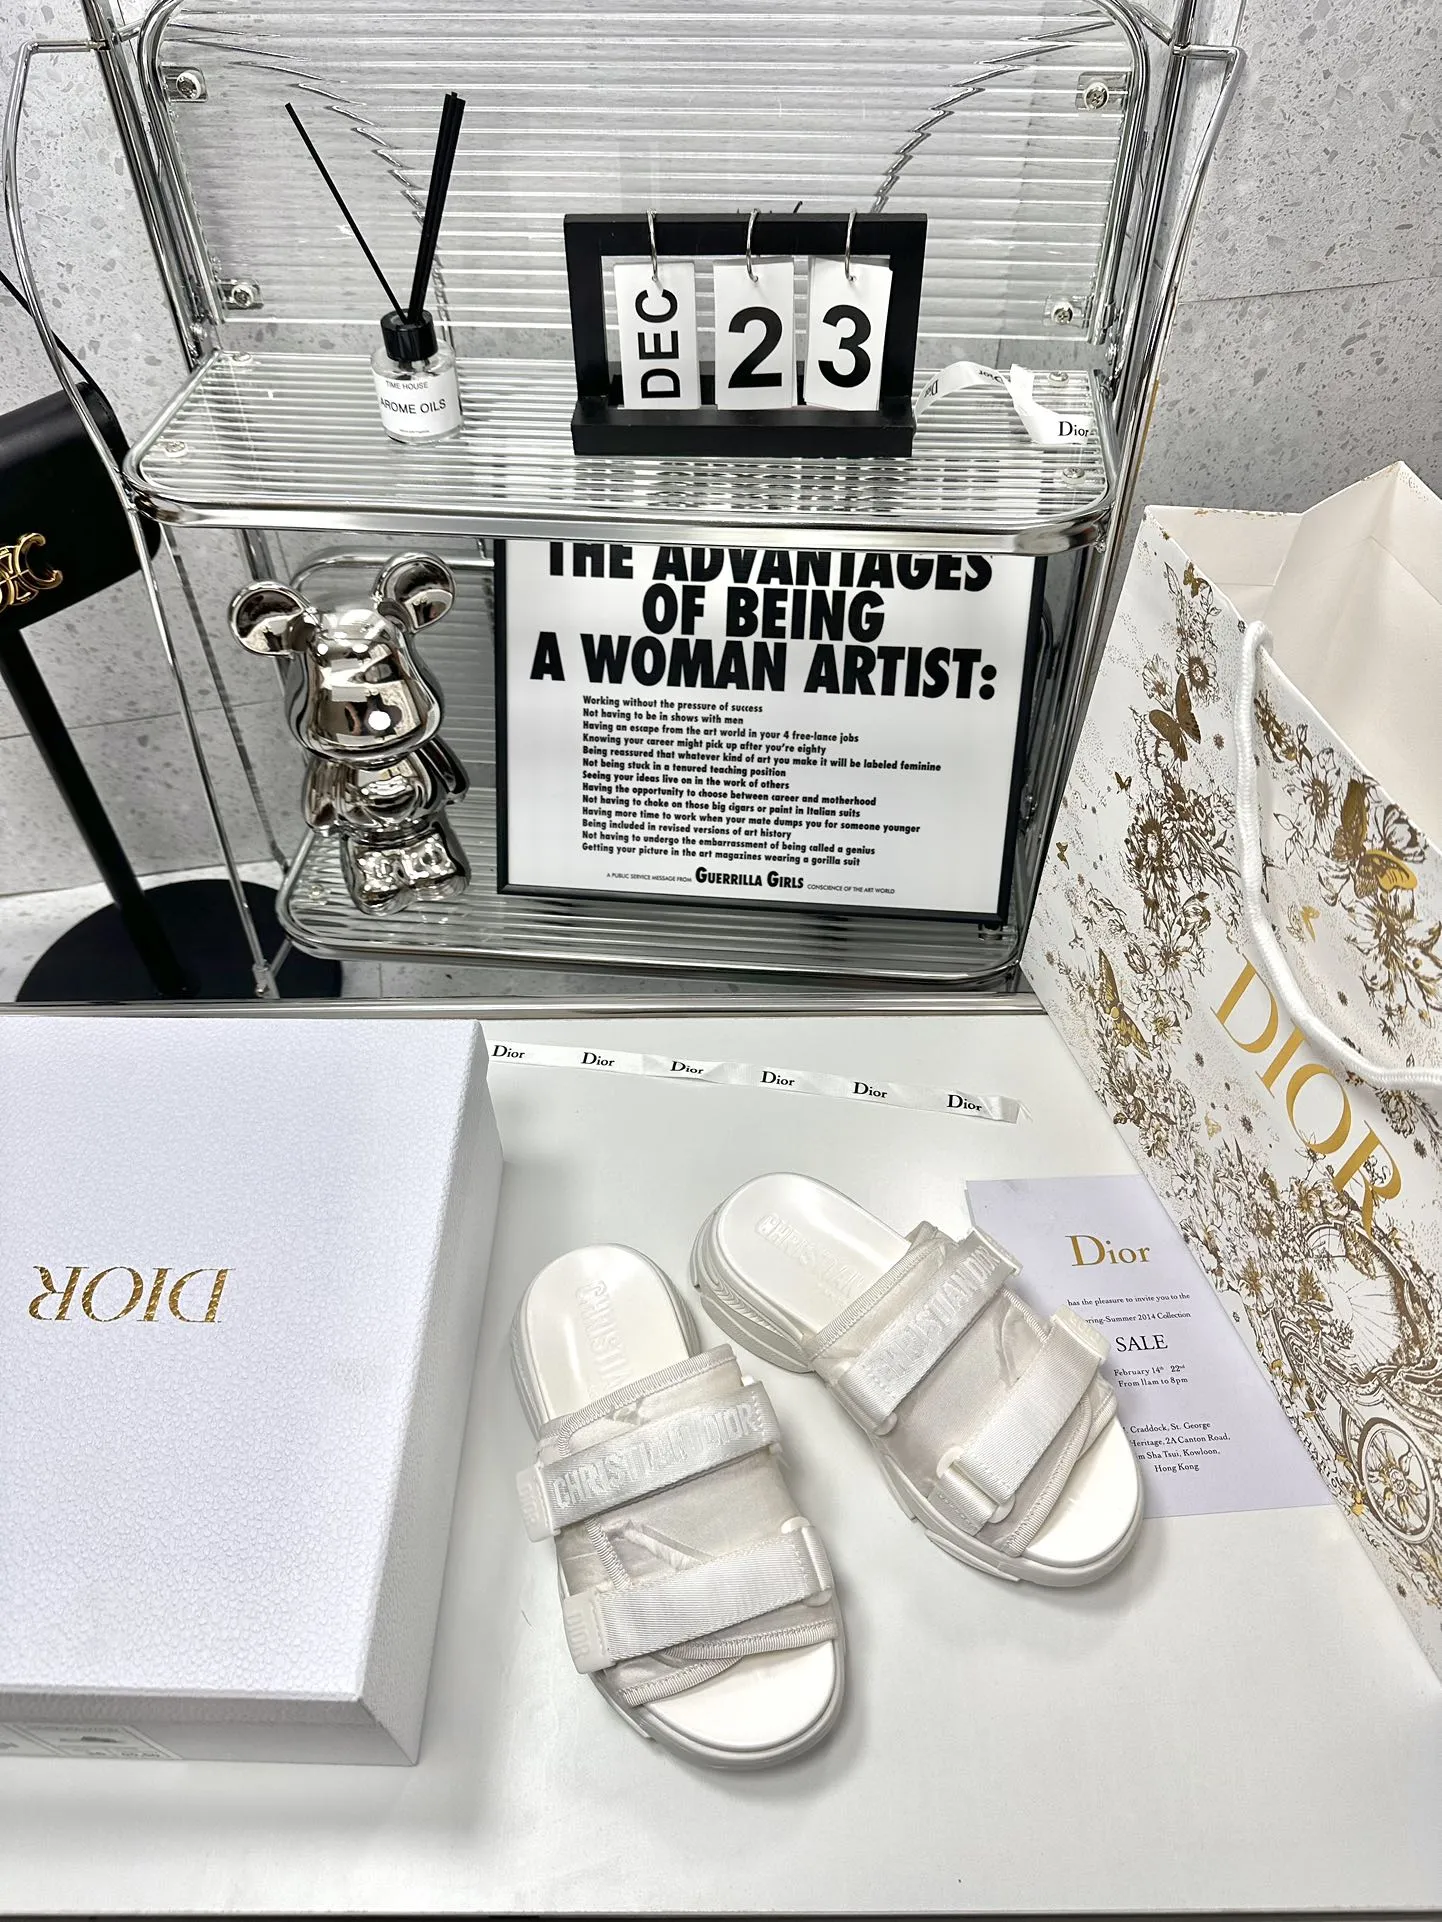 DEC 23
TIME HOUSE
AROME OILS
Dior
THE ADVANTAGES
OF BEING
A WOMAN ARTIST:
Working without the pressure of success
Not having to be in shows with men
Having an escape from the art world in your 4 free-lance jobs
Knowing your career might pick up after you're eighty
Being reassured that whatever kind of art you make it will be labeled feminine
Not being stuck in a tenured teaching position
Seeing your ideas live on in the work of others
Having the opportunity to choose between career and motherhood
Not having to choke on those big cigars or paint in Italian suits
Having more time to work when your mate dumps you for someone younger
Being included in revised versions of art history
Not having to undergo the embarrassment of being called a genius
Getting your picture in the art magazines wearing a gorilla suit
A PUBLIC SERVICE MESSAGE FROM GUERRILLA GIRLS CONSCIENCE OF THE ART WORLD
DIOR
Dior Dior Dior Dior Dior Dior
DIOR
CHRISTIAN DIOR
CHRISTIAN DIOR
DIOR
Dior
has the pleasure to invite you to the
ring-Summer 2014 Collection
SALE
February 14th 22nd
From 11am to 8pm
Craddock, St. George
Heritage, 2A Canton Road,
m Sha Tsui, Kowloon,
Hong Kong